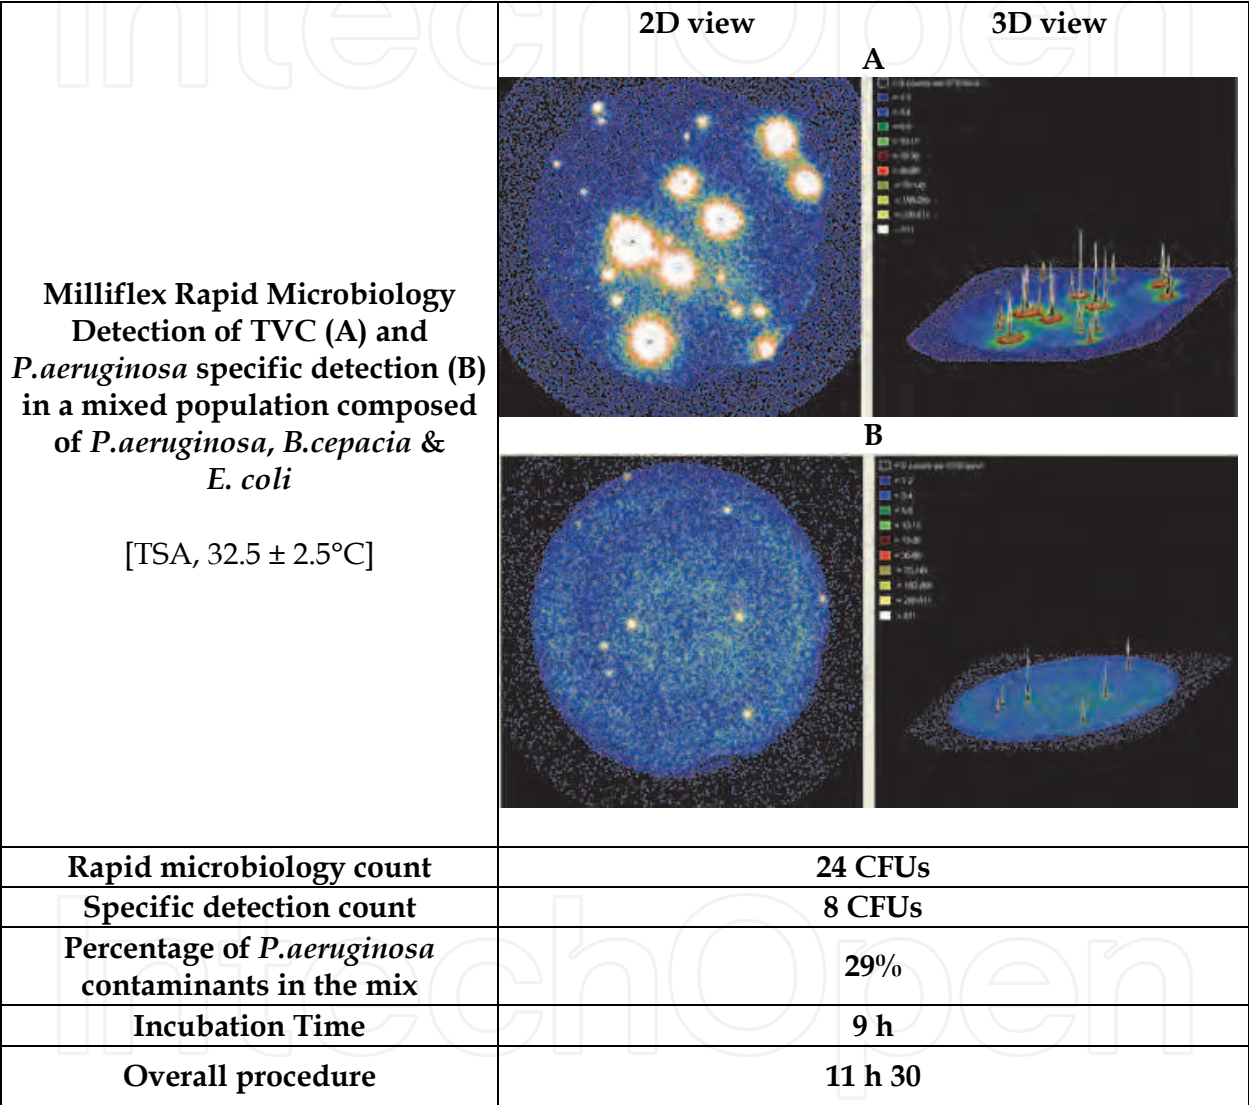 2D view 3D view
A
Milliflex Rapid Microbiology
Detection of TVC (A) and
P.aeruginosa specific detection (B)
in a mixed population composed
of P.aeruginosa, B.cepacia &
E. coli
[TSA, 32.5 ± 2.5°C]
B
Rapid microbiology count 24 CFUs
Specific detection count 8 CFUs
Percentage of P.aeruginosa
contaminants in the mix 29%
Incubation Time 9 h
Overall procedure 11 h 30
IntechOpen
IntechOpen